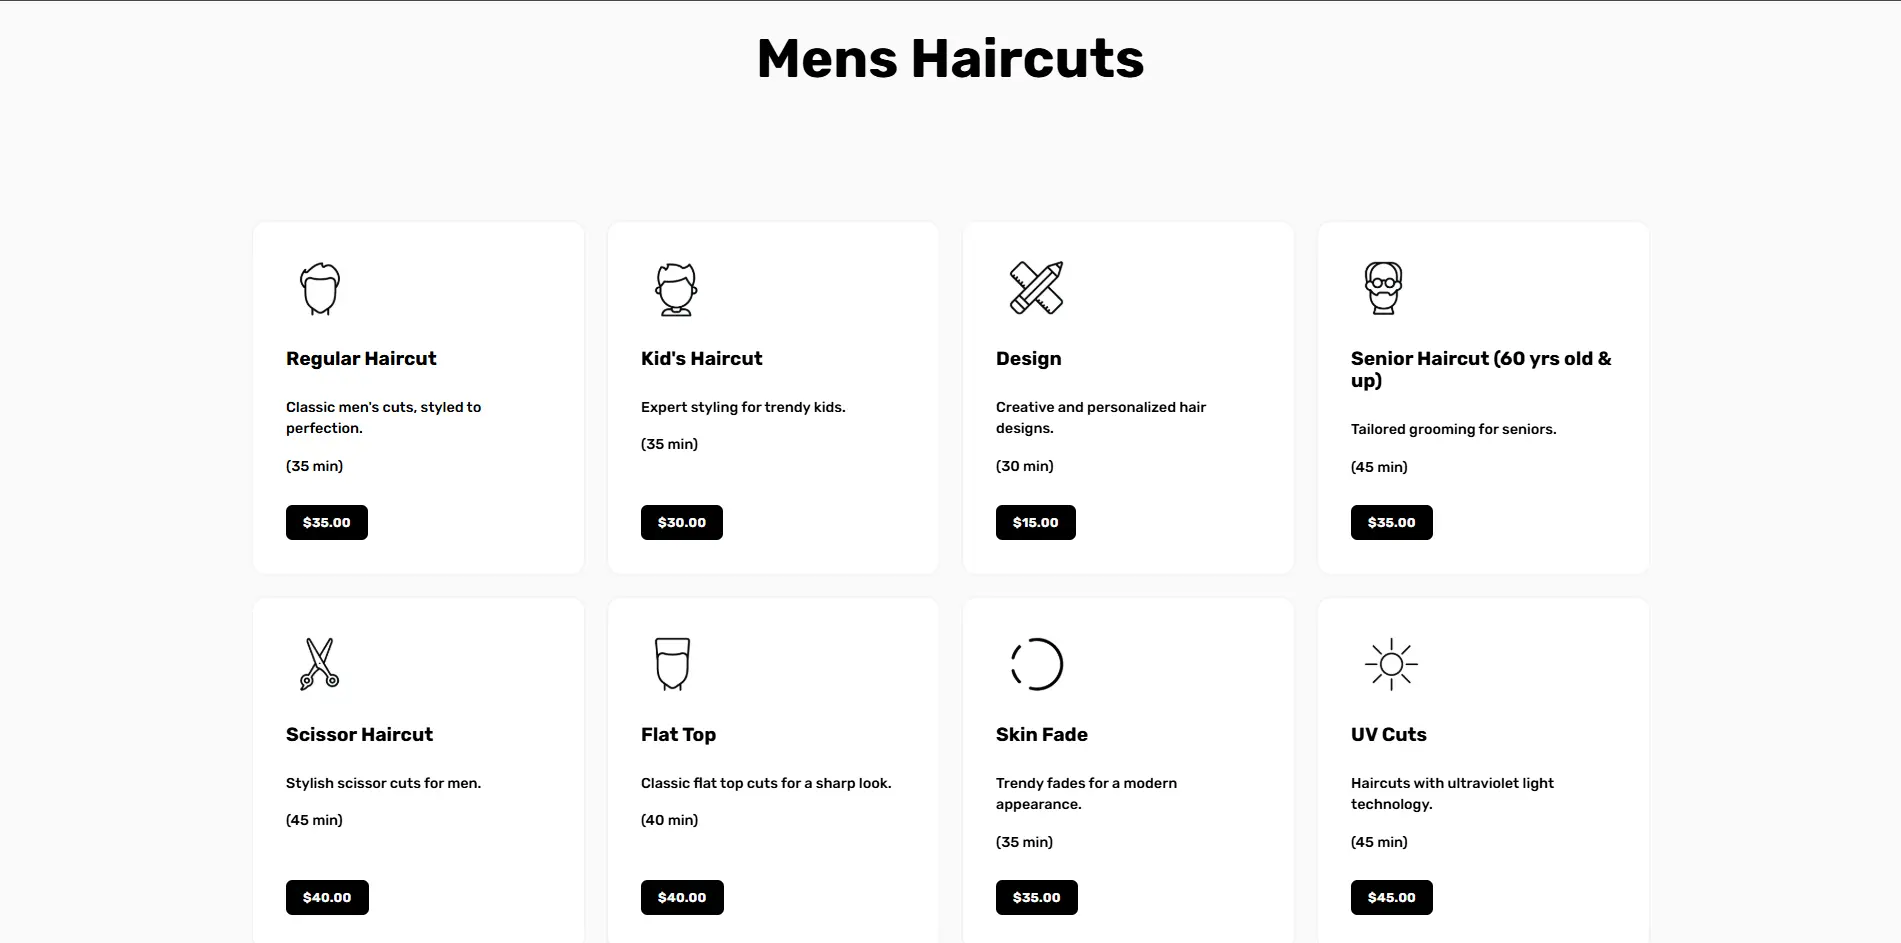 Mens Haircuts
Regular Haircut
Classic men's cuts, styled to
perfection.
(35 min)
$35.00
Kid's Haircut
Expert styling for trendy kids.
(35 min)
$30.00
Design
Creative and personalized hair
designs.
(30 min)
$15.00
Senior Haircut (60 yrs old &
up)
Tailored grooming for seniors.
(45 min)
$35.00
Scissor Haircut
Stylish scissor cuts for men.
(45 min)
$40.00
Flat Top
Classic flat top cuts for a sharp look.
(40 min)
$40.00
Skin Fade
Trendy fades for a modern
appearance.
(35 min)
$35.00
UV Cuts
Haircuts with ultraviolet light
technology.
(45 min)
$45.00